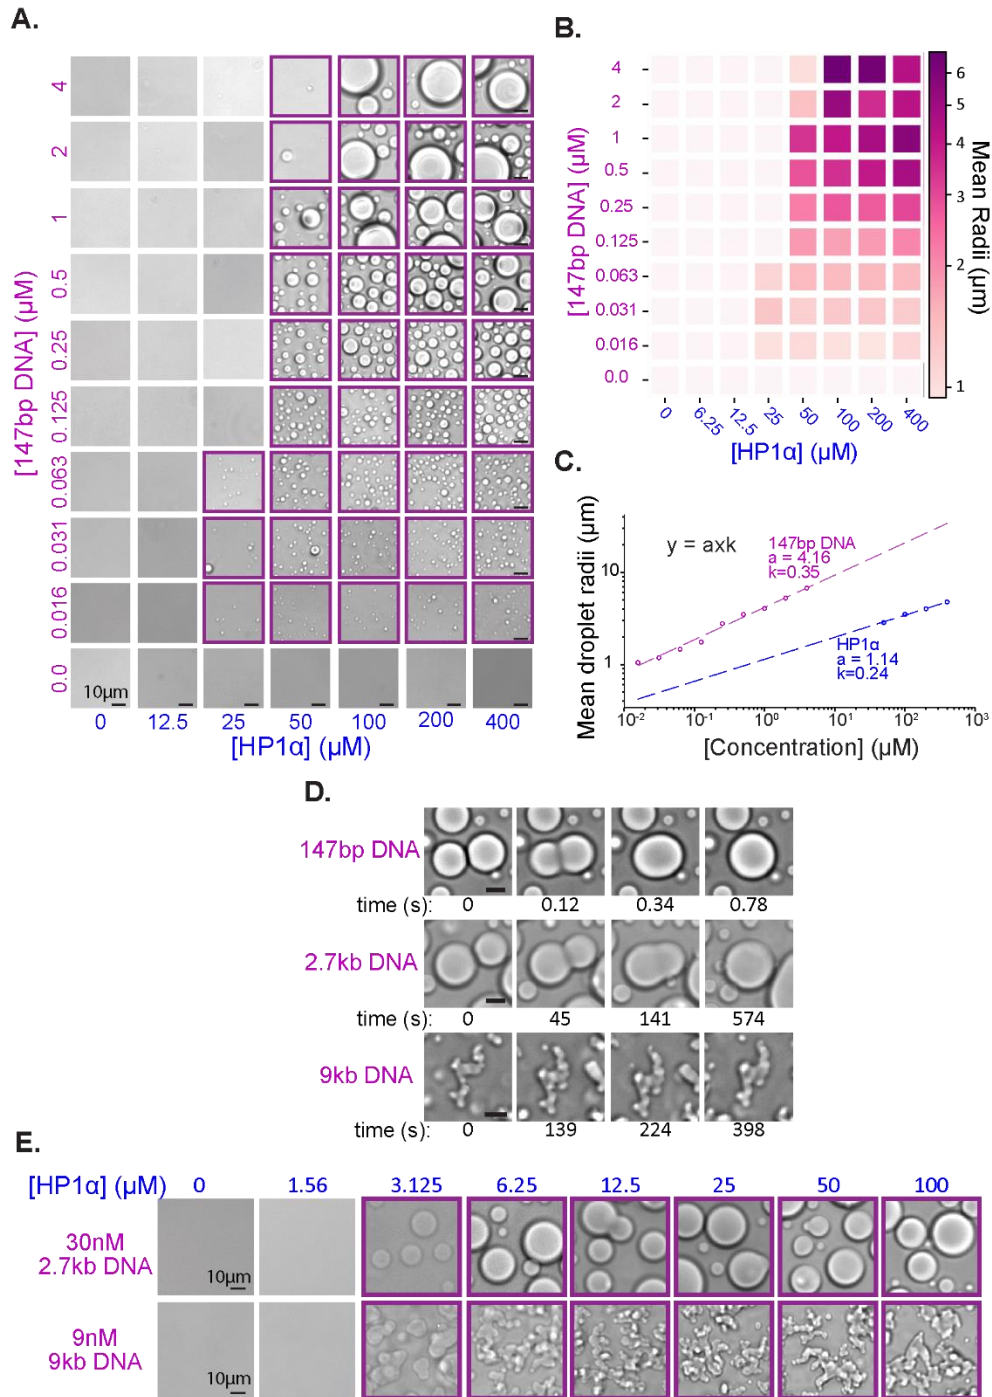 A.
[147bp DNA] (µM)
4
2
1
0.5
0.25
0.125
0.063
0.031
0.016
0.0
10µm
0 12.5 25 50 100 200 400
[HP1α] (µM)
B.
[147bp DNA] (µM)
4
2
1
0.5
0.25
0.125
0.063
0.031
0.016
0.0
0 6.25 12.5 25 50 100 200 400
[HP1α] (µM)
6
5
4
3
2
1
Mean Radii (µm)
C.
Mean droplet radii (µm)
10
1
y = axk
147bp DNA
a = 4.16
k=0.35
HP1α
a = 1.14
k=0.24
10⁻² 10⁻¹ 10⁰ 10¹ 10² 10³
[Concentration] (µM)
D.
147bp DNA
time (s): 0 0.12 0.34 0.78
2.7kb DNA
time (s): 0 45 141 574
9kb DNA
time (s): 0 139 224 398
E.
[HP1α] (µM) 0 1.56 3.125 6.25 12.5 25 50 100
30nM
2.7kb DNA
10µm
9nM
9kb DNA
10µm